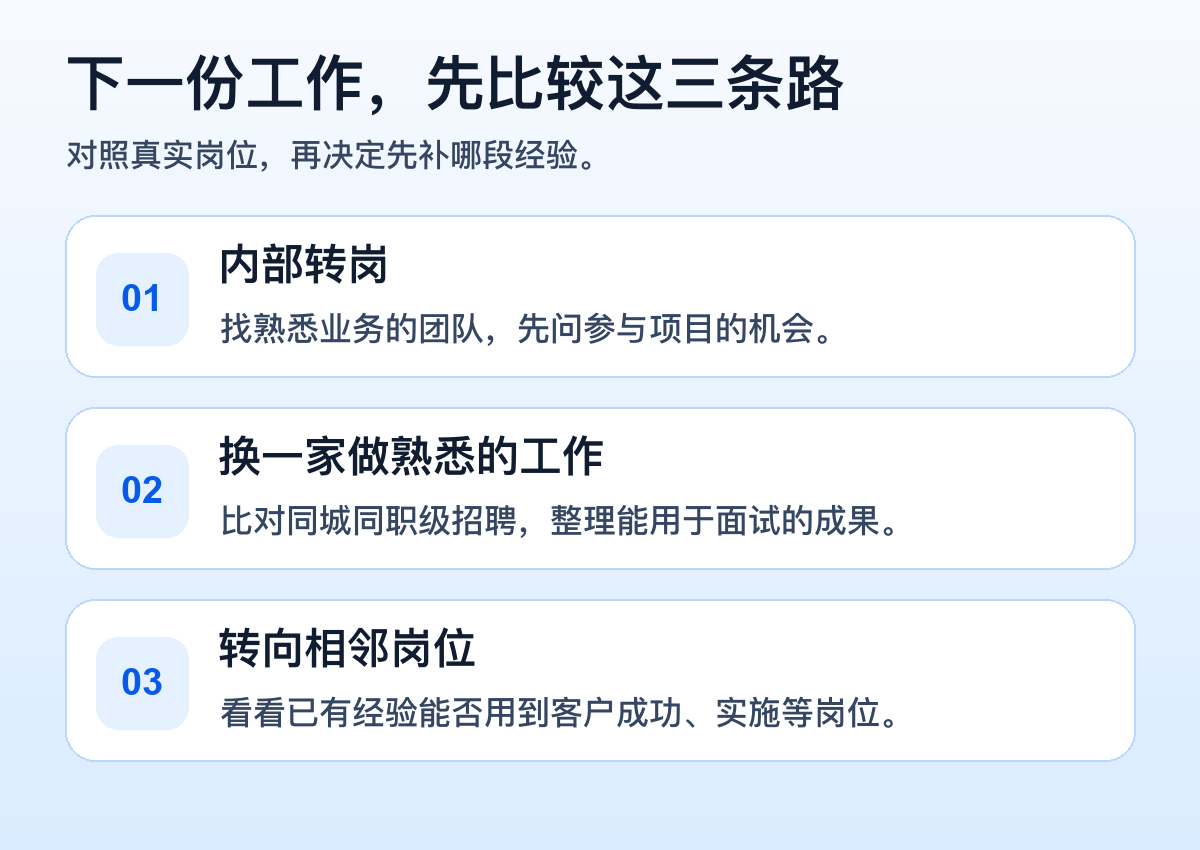 下一份工作，先比较这三条路
对照真实岗位，再决定先补哪段经验。
01
内部转岗
找熟悉业务的团队，先问参与项目的机会。
02
换一家做熟悉的工作
比对同城同职级招聘，整理能用于面试的成果。
03
转向相邻岗位
看看已有经验能否用到客户成功、实施等岗位。